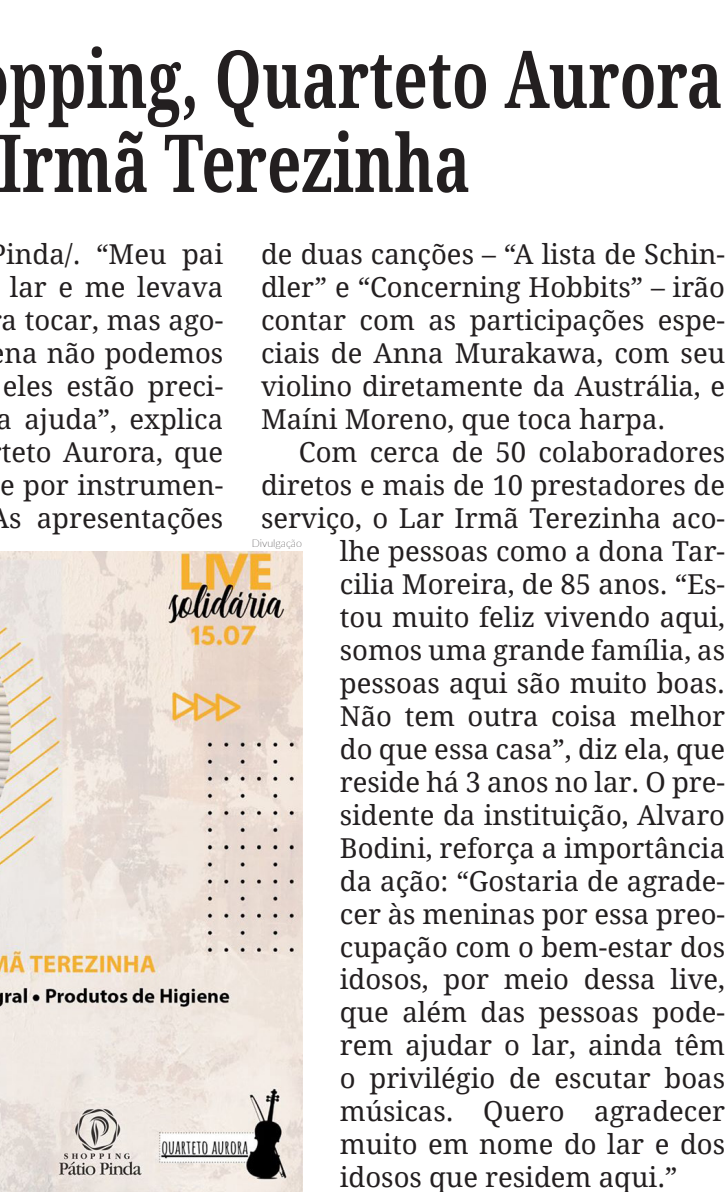 opping, Quarteto Aurora
Irmã Terezinha
Pinda/. “Meu pai
lar e me levava
ra tocar, mas ago-
ena não podemos
eles estão preci-
a ajuda”, explica
rteto Aurora, que
e por instrumen-
As apresentações
de duas canções – “A lista de Schin-
dler” e “Concerning Hobbits” – irão
contar com as participações espe-
ciais de Anna Murakawa, com seu
violino diretamente da Austrália, e
Maíni Moreno, que toca harpa.
Com cerca de 50 colaboradores
diretos e mais de 10 prestadores de
serviço, o Lar Irmã Terezinha aco-
lhe pessoas como a dona Tar-
cilia Moreira, de 85 anos. “Es-
tou muito feliz vivendo aqui,
somos uma grande família, as
pessoas aqui são muito boas.
Não tem outra coisa melhor
do que essa casa”, diz ela, que
reside há 3 anos no lar. O pre-
sidente da instituição, Alvaro
Bodini, reforça a importância
da ação: “Gostaria de agrade-
cer às meninas por essa preo-
cupação com o bem-estar dos
idosos, por meio dessa live,
que além das pessoas pode-
rem ajudar o lar, ainda têm
o privilégio de escutar boas
músicas. Quero agradecer
muito em nome do lar e dos
idosos que residem aqui.”
Divulgação
LIVE
solidária
15.07
MÃ TEREZINHA
gral • Produtos de Higiene
SHOPPING
Pátio Pinda
QUARTETO AURORA